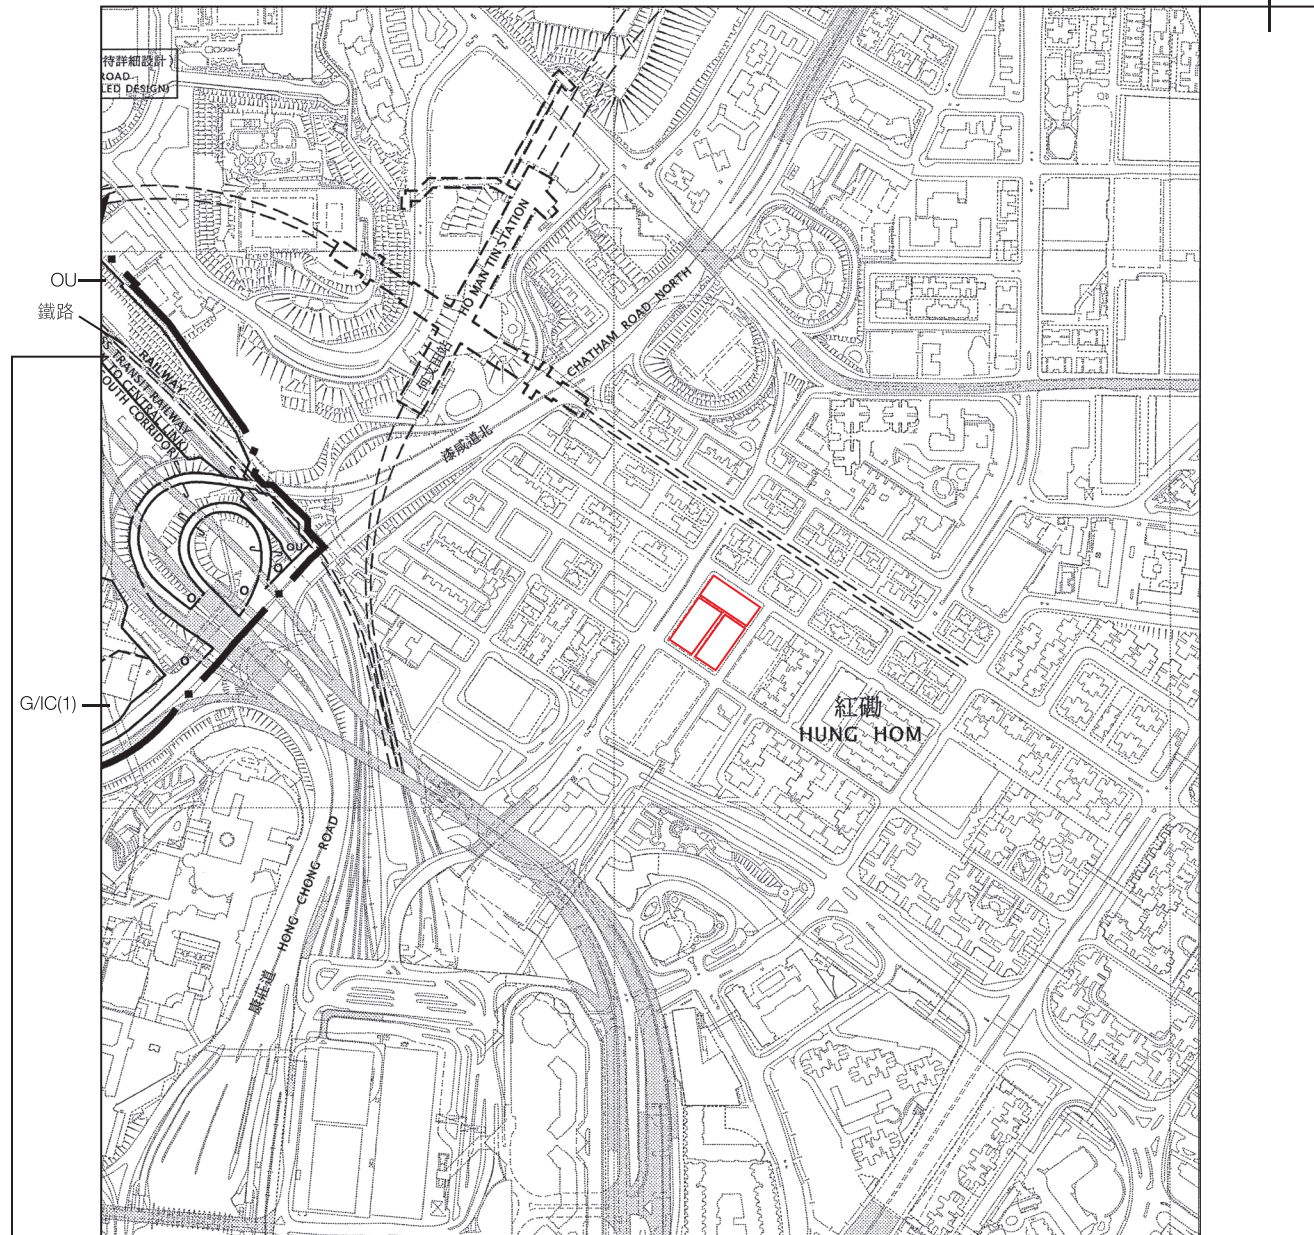 待詳細設計)
ROAD
LED DESIGN)
HO MAN TIN STATION
何文田站
CHATHAM ROAD NORTH
漆咸道北
OU
鐵路
RAILWAY
TRANSIT RAILWAY
TO CENTRAL LINK)
SOUTH CORRIDOR)
OU
O
O
O
O
G/IC(1)
紅磡
HUNG HOM
康莊道 HONG CHONG ROAD